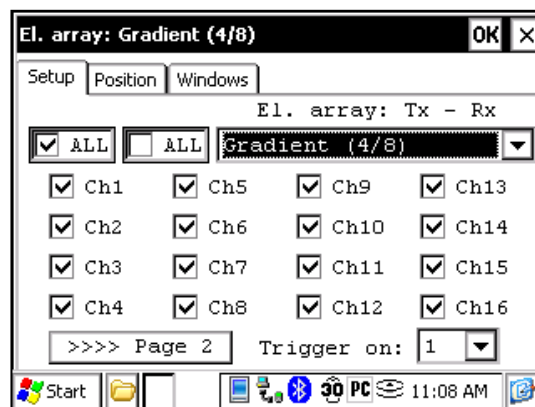 El. array: Gradient (4/8) OK ×
Setup Position Windows
El. array: Tx - Rx
ALL ALL Gradient (4/8)
Ch1 Ch5 Ch9 Ch13
Ch2 Ch6 Ch10 Ch14
Ch3 Ch7 Ch11 Ch15
Ch4 Ch8 Ch12 Ch16
>>>> Page 2 Trigger on: 1
Start 30 PC 11:08 AM